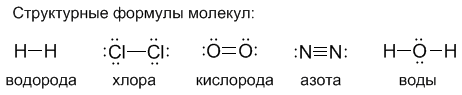 Структурные формулы молекул:
H—H :Cl—Cl: :O=O: :N≡N: H—O—H
водорода хлора кислорода азота воды